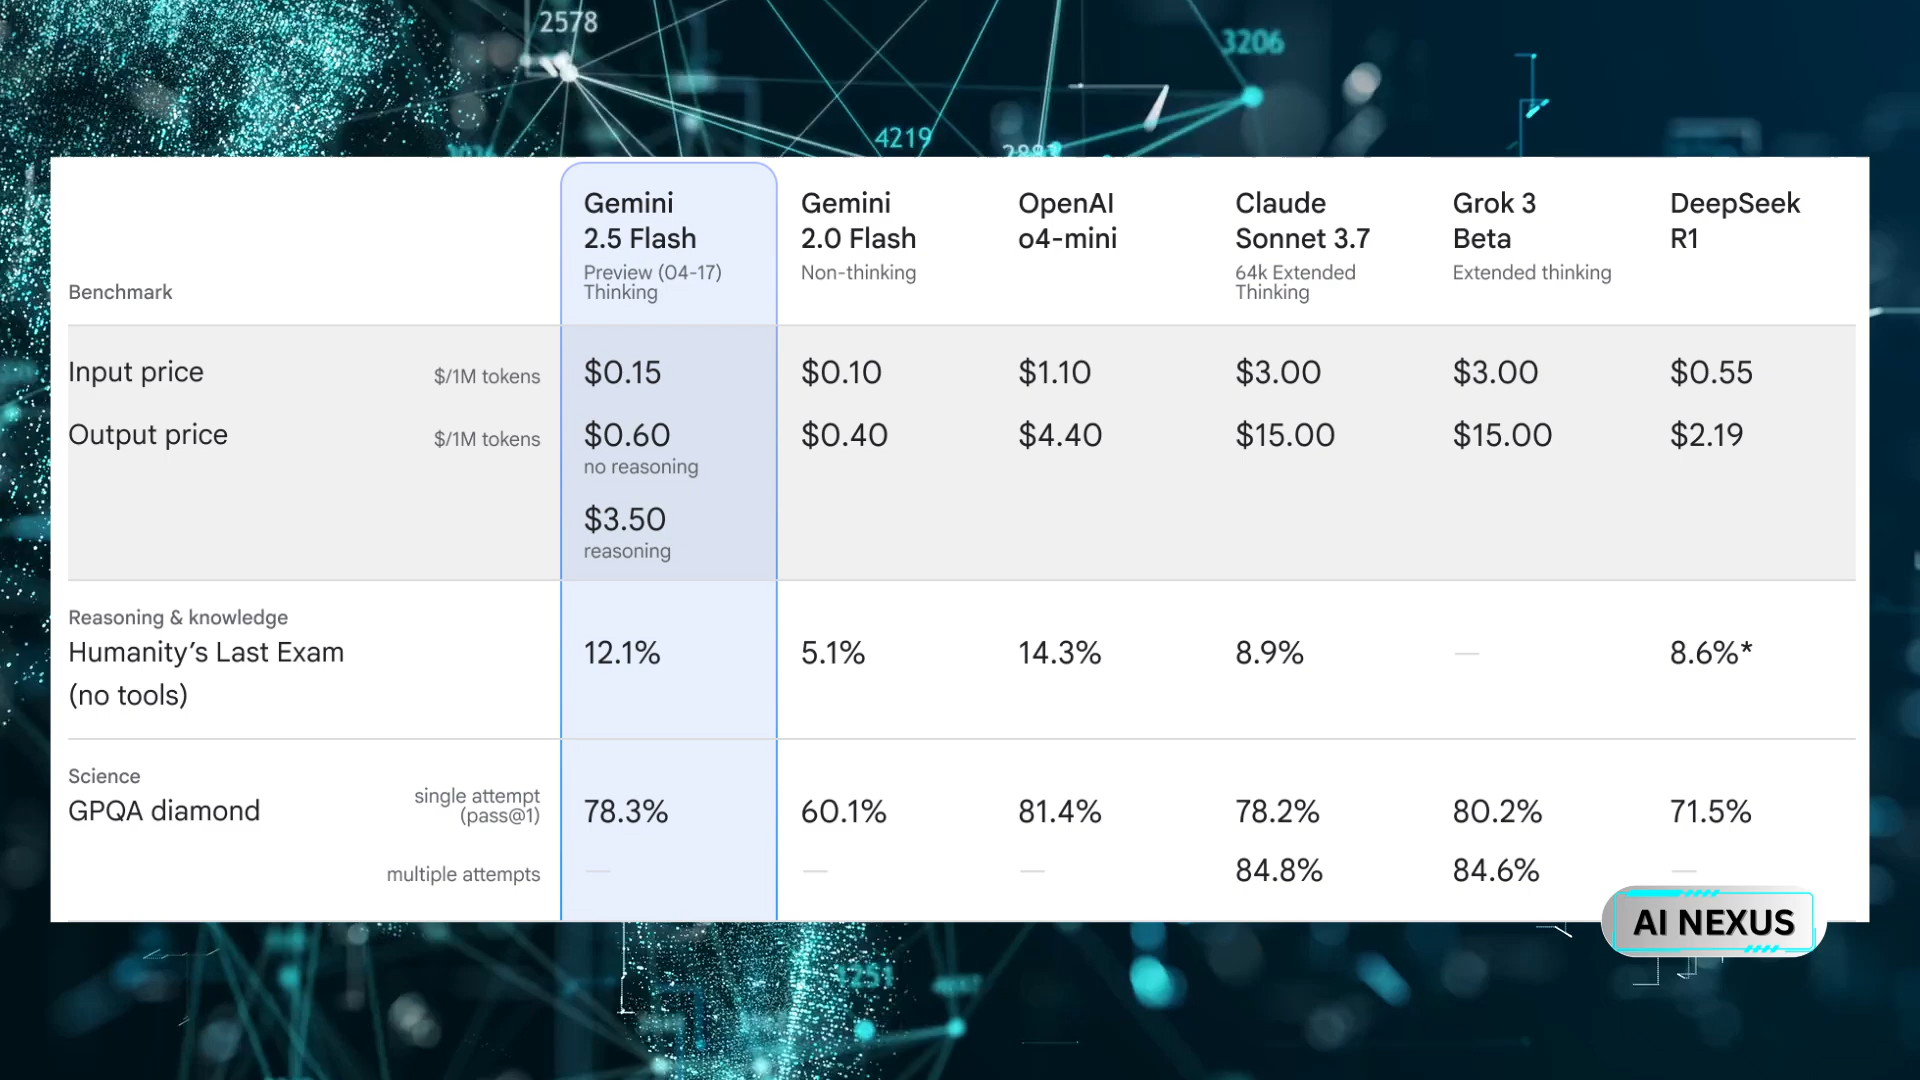 2578
3206
4219
2883
Gemini
2.5 Flash
Preview (04-17)
Thinking
Gemini
2.0 Flash
Non-thinking
OpenAI
o4-mini
Claude
Sonnet 3.7
64k Extended
Thinking
Grok 3
Beta
Extended thinking
DeepSeek
R1
Benchmark
Input price $/1M tokens $0.15 $0.10 $1.10 $3.00 $3.00 $0.55
Output price $/1M tokens $0.60 $0.40 $4.40 $15.00 $15.00 $2.19
no reasoning
$3.50
reasoning
Reasoning & knowledge
Humanity’s Last Exam 12.1% 5.1% 14.3% 8.9% — 8.6%*
(no tools)
Science
GPQA diamond single attempt (pass@1) 78.3% 60.1% 81.4% 78.2% 80.2% 71.5%
multiple attempts — — — 84.8% 84.6% —
AI NEXUS
1251